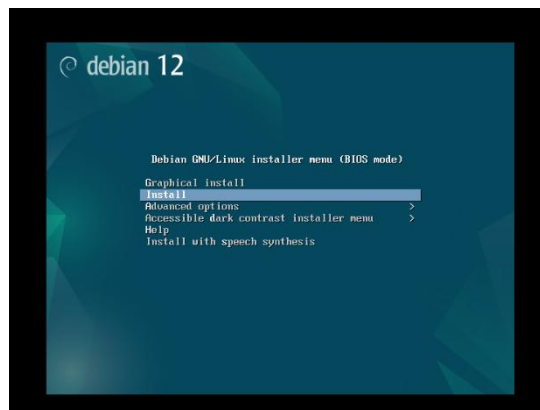 debian 12
Debian GNU/Linux installer menu (BIOS mode)
Graphical install
Install
Advanced options >
Accessible dark contrast installer menu >
Help
Install with speech synthesis